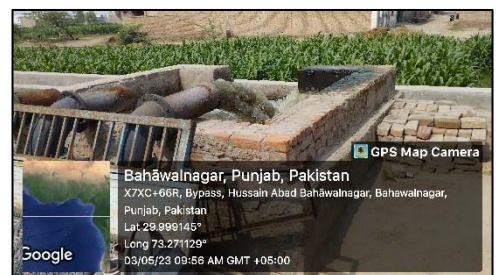 GPS Map Camera
Bahāwalnagar, Punjab, Pakistan
X7XC+66R, Bypass, Hussain Abad Bahāwalnagar, Bahawalnagar,
Punjab, Pakistan
Lat 29.999145°
Long 73.271129°
03/05/23 09:56 AM GMT +05:00
Google